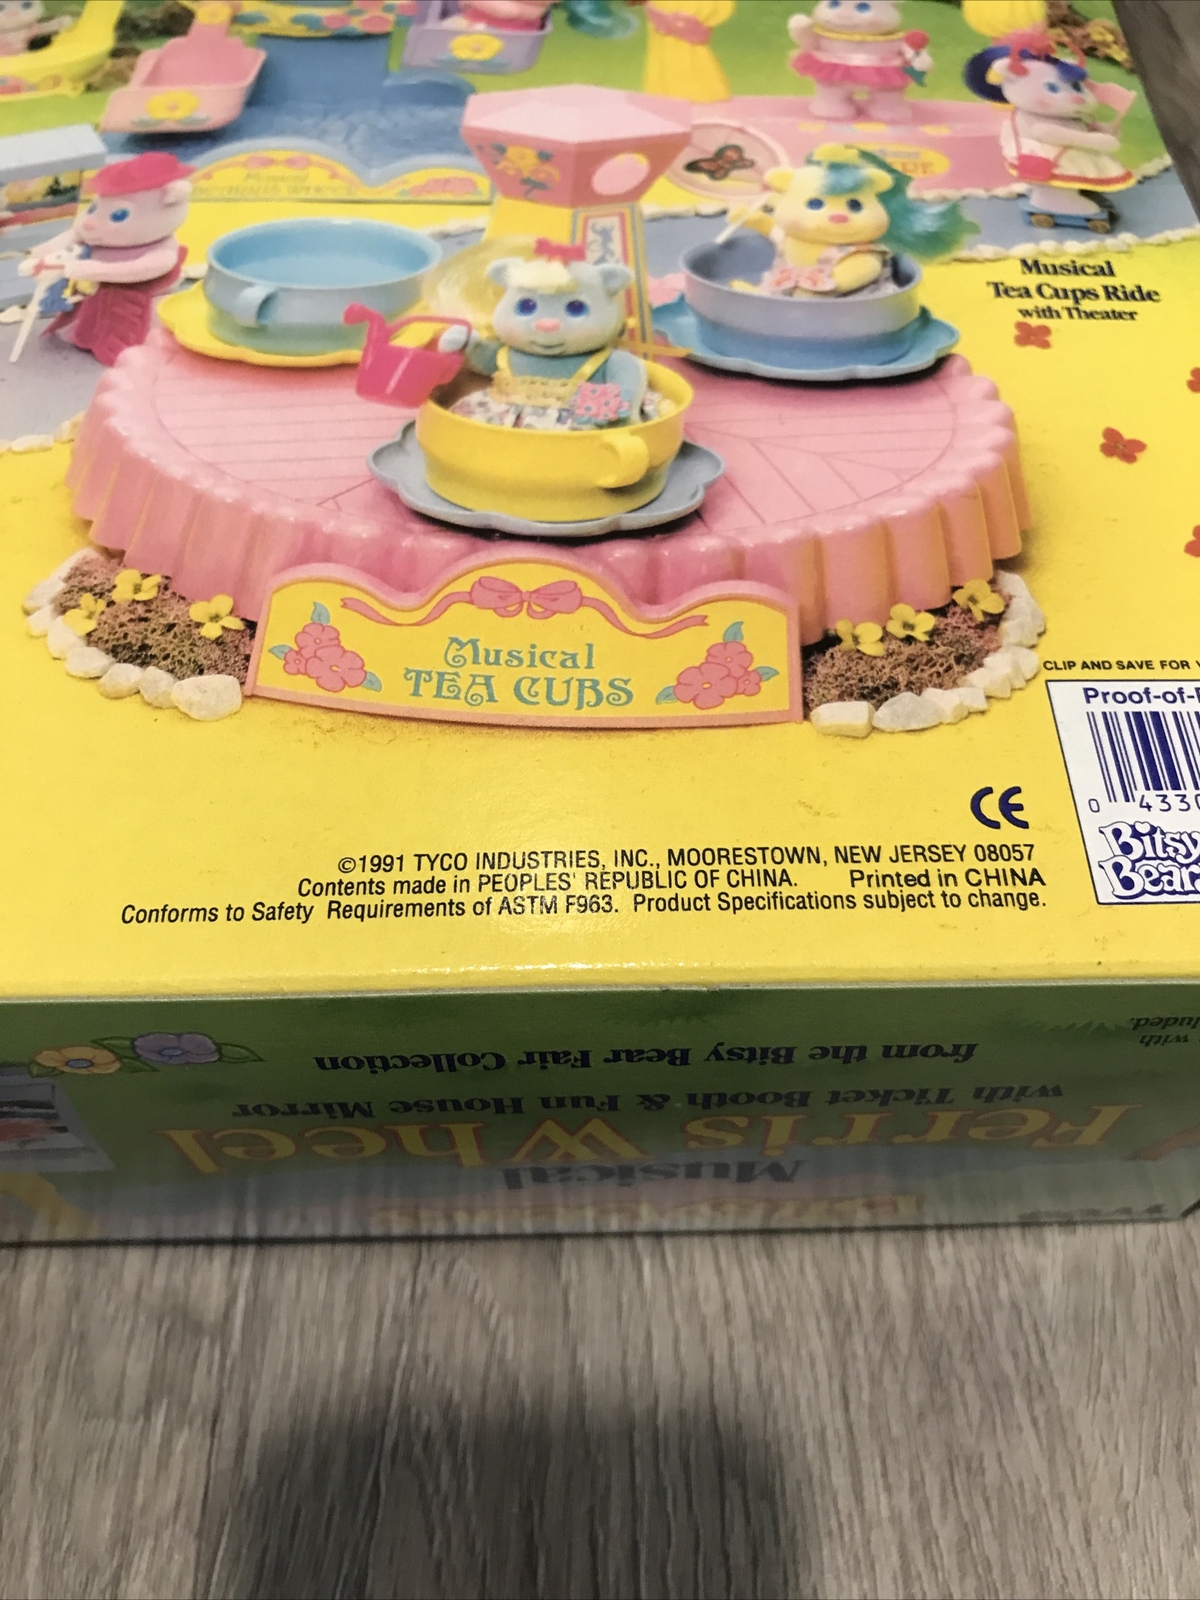 Musical
Tea Cups Ride
with Theater
Musical
TEA CUBS
CLIP AND SAVE FOR
Proof-of-
0 4330
Bitsy
Bear
CE
©1991 TYCO INDUSTRIES, INC., MOORESTOWN, NEW JERSEY 08057
Contents made in PEOPLES' REPUBLIC OF CHINA. Printed in CHINA
Conforms to Safety Requirements of ASTM F963. Product Specifications subject to change.
Musical
Ferris Wheel
with Ticket Booth & Fun House Mirror
from the Bitsy Bear Fair Collection
with